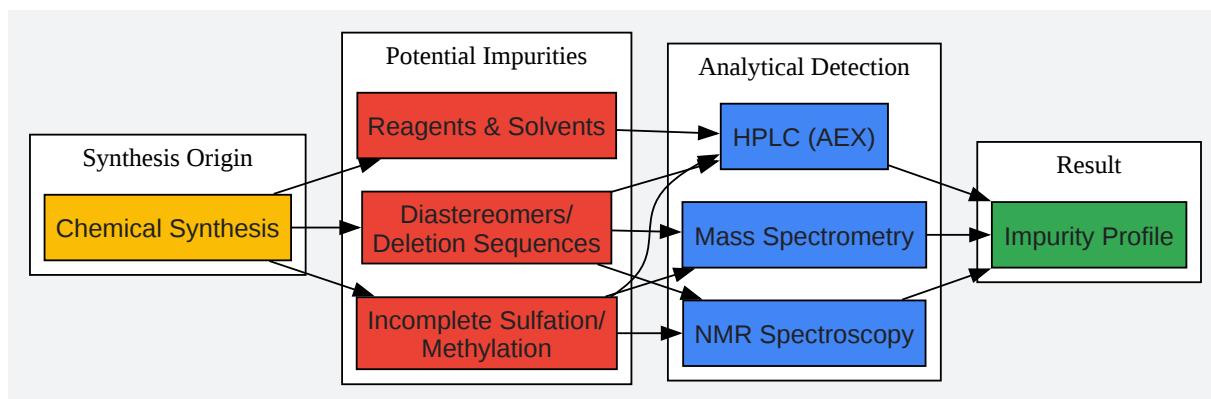 Synthesis Origin
Chemical Synthesis
Potential Impurities
Reagents & Solvents
Diastereomers/
Deletion Sequences
Incomplete Sulfation/
Methylation
Analytical Detection
HPLC (AEX)
Mass Spectrometry
NMR Spectroscopy
Result
Impurity Profile